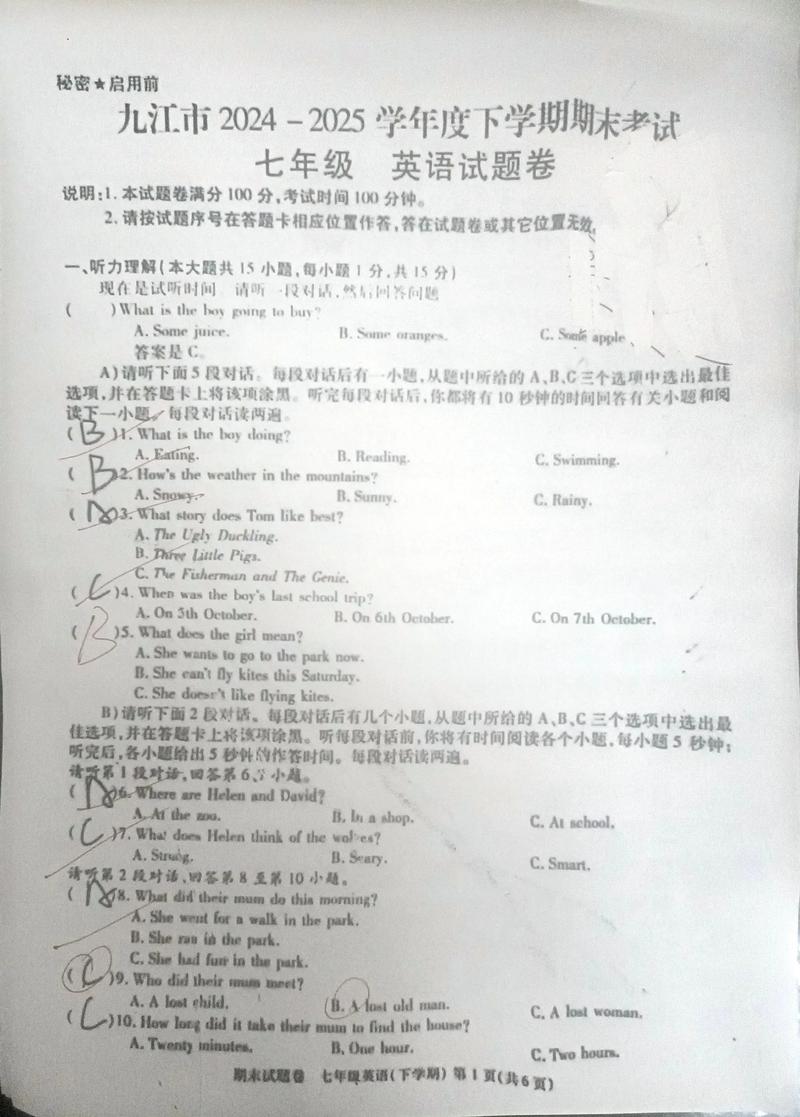 秘密★启用前
九江市 2024－2025 学年度下学期期末考试
七年级 英语试题卷
说明:1. 本试题卷满分 100 分,考试时间 100 分钟。
2. 请按试题序号在答题卡相应位置作答,答在试题卷或其它位置无效。
一、听力理解(本大题共 15 小题,每小题 1 分,共 15 分)
现在是试听时间。请听一段对话,然后回答问题
( )What is the boy going to buy?
A. Some juice. B. Some oranges. C. Some apple
答案是 C。
A)请听下面 5 段对话。每段对话后有一小题,从题中所给的 A、B、C 三个选项中选出最佳
选项,并在答题卡上将该项涂黑。听完每段对话后,你都将有 10 秒钟的时间回答有关小题和阅
读下一小题。每段对话读两遍。
( B )1. What is the boy doing?
A. Eating. B. Reading. C. Swimming.
( B )2. How's the weather in the mountains?
A. Snowy. B. Sunny. C. Rainy.
( A )3. What story does Tom like best?
A. The Ugly Duckling.
B. Three Little Pigs.
C. The Fisherman and The Genie.
( C )4. When was the boy's last school trip?
A. On 5th October. B. On 6th October. C. On 7th October.
( B )5. What does the girl mean?
A. She wants to go to the park now.
B. She can't fly kites this Saturday.
C. She doesn't like flying kites.
B)请听下面 2 段对话。每段对话后有几个小题,从题中所给的 A、B、C 三个选项中选出最
佳选项,并在答题卡上将该项涂黑。听每段对话前,你将有时间阅读各个小题,每小题 5 秒钟;
听完后,各小题给出 5 秒钟的作答时间。每段对话读两遍。
请听第 1 段对话,回答第 6、7 小题。
( A )6. Where are Helen and David?
A. At the zoo. B. In a shop. C. At school.
( C )7. What does Helen think of the wolves?
A. Strong. B. Scary. C. Smart.
请听第 2 段对话,回答第 8 至第 10 小题。
( A )8. What did their mum do this morning?
A. She went for a walk in the park.
B. She ran in the park.
C. She had fun in the park.
( C )9. Who did their mum meet?
A. A lost child. B. A lost old man. C. A lost woman.
( C )10. How long did it take their mum to find the house?
A. Twenty minutes. B. One hour. C. Two hours.
期末试题卷 七年级英语(下学期) 第 1 页(共 6 页)